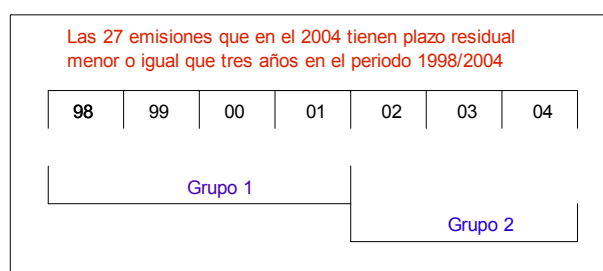 Las 27 emisiones que en el 2004 tienen plazo residual
menor o igual que tres años en el periodo 1998/2004
98 99 00 01 02 03 04
Grupo 1
Grupo 2